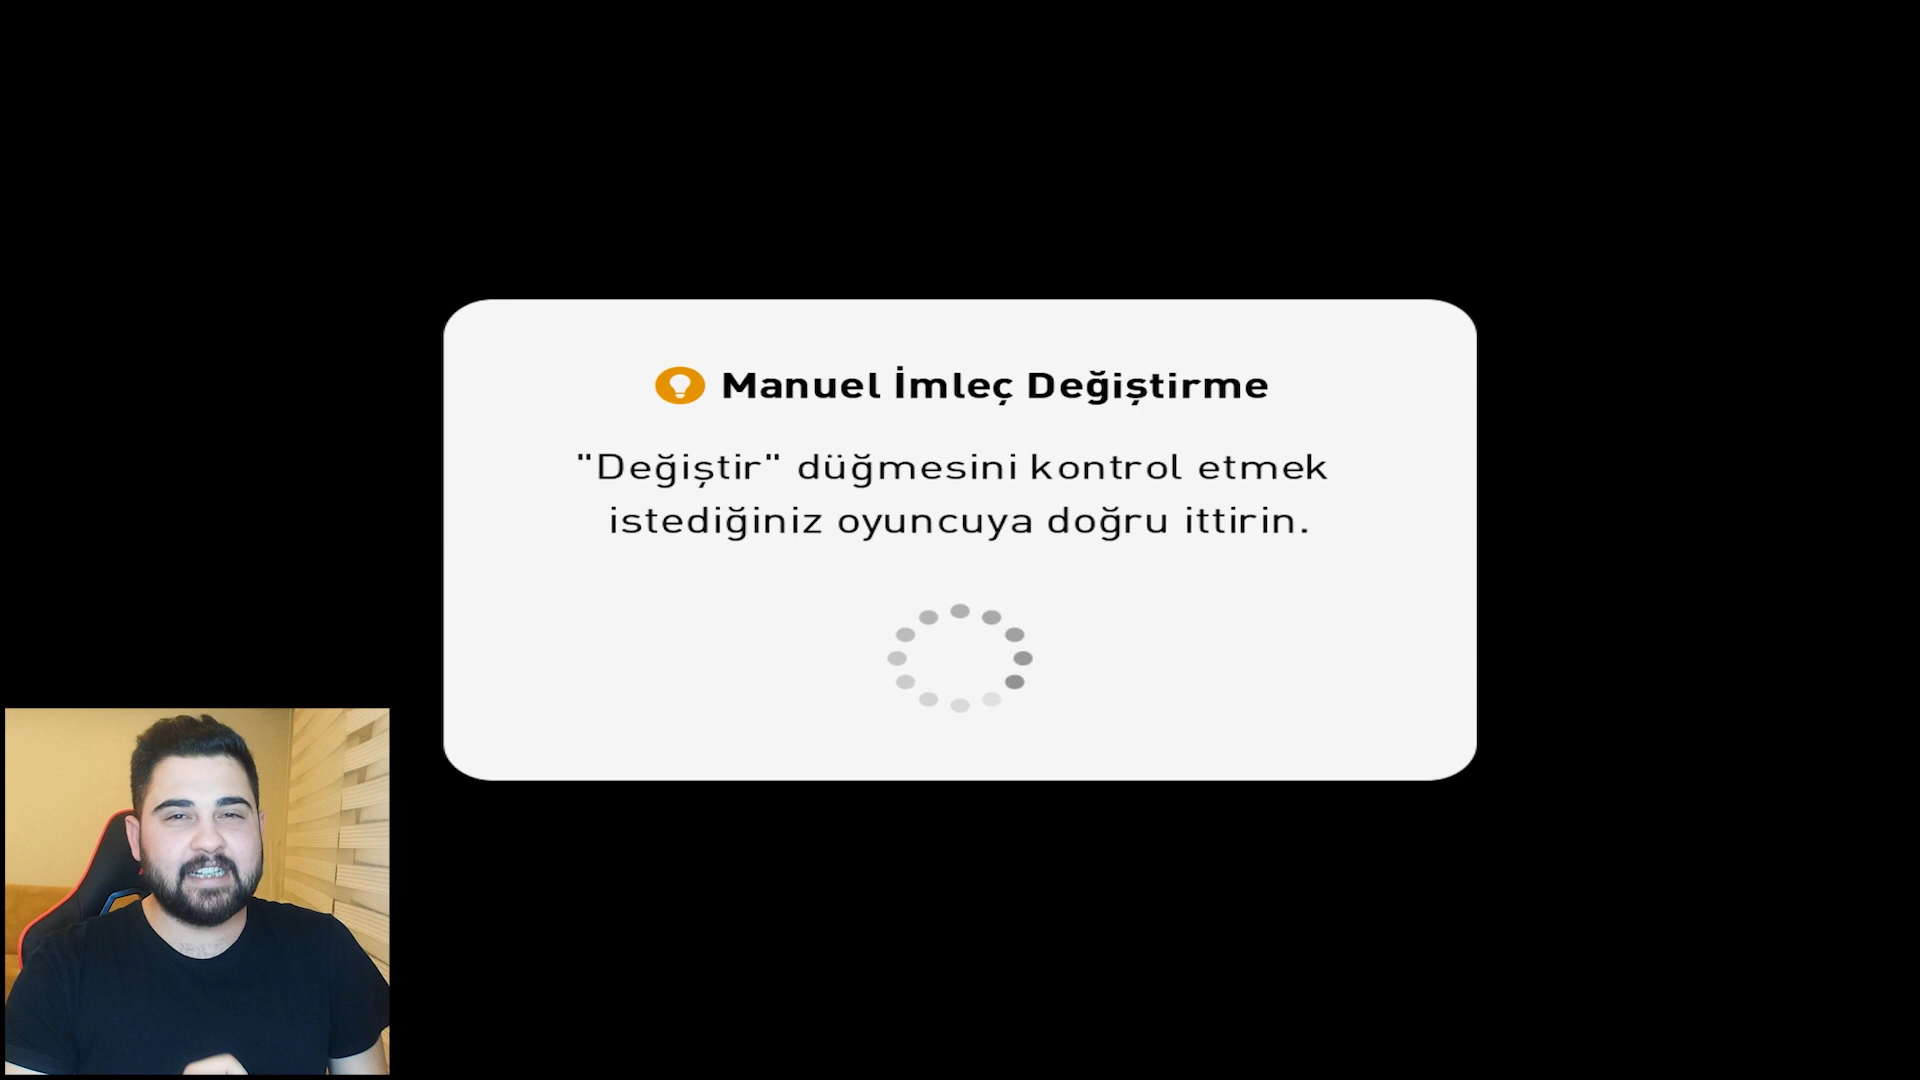 Manuel İmleç Değiştirme
"Değiştir" düğmesini kontrol etmek
istediğiniz oyuncuya doğru ittirin.